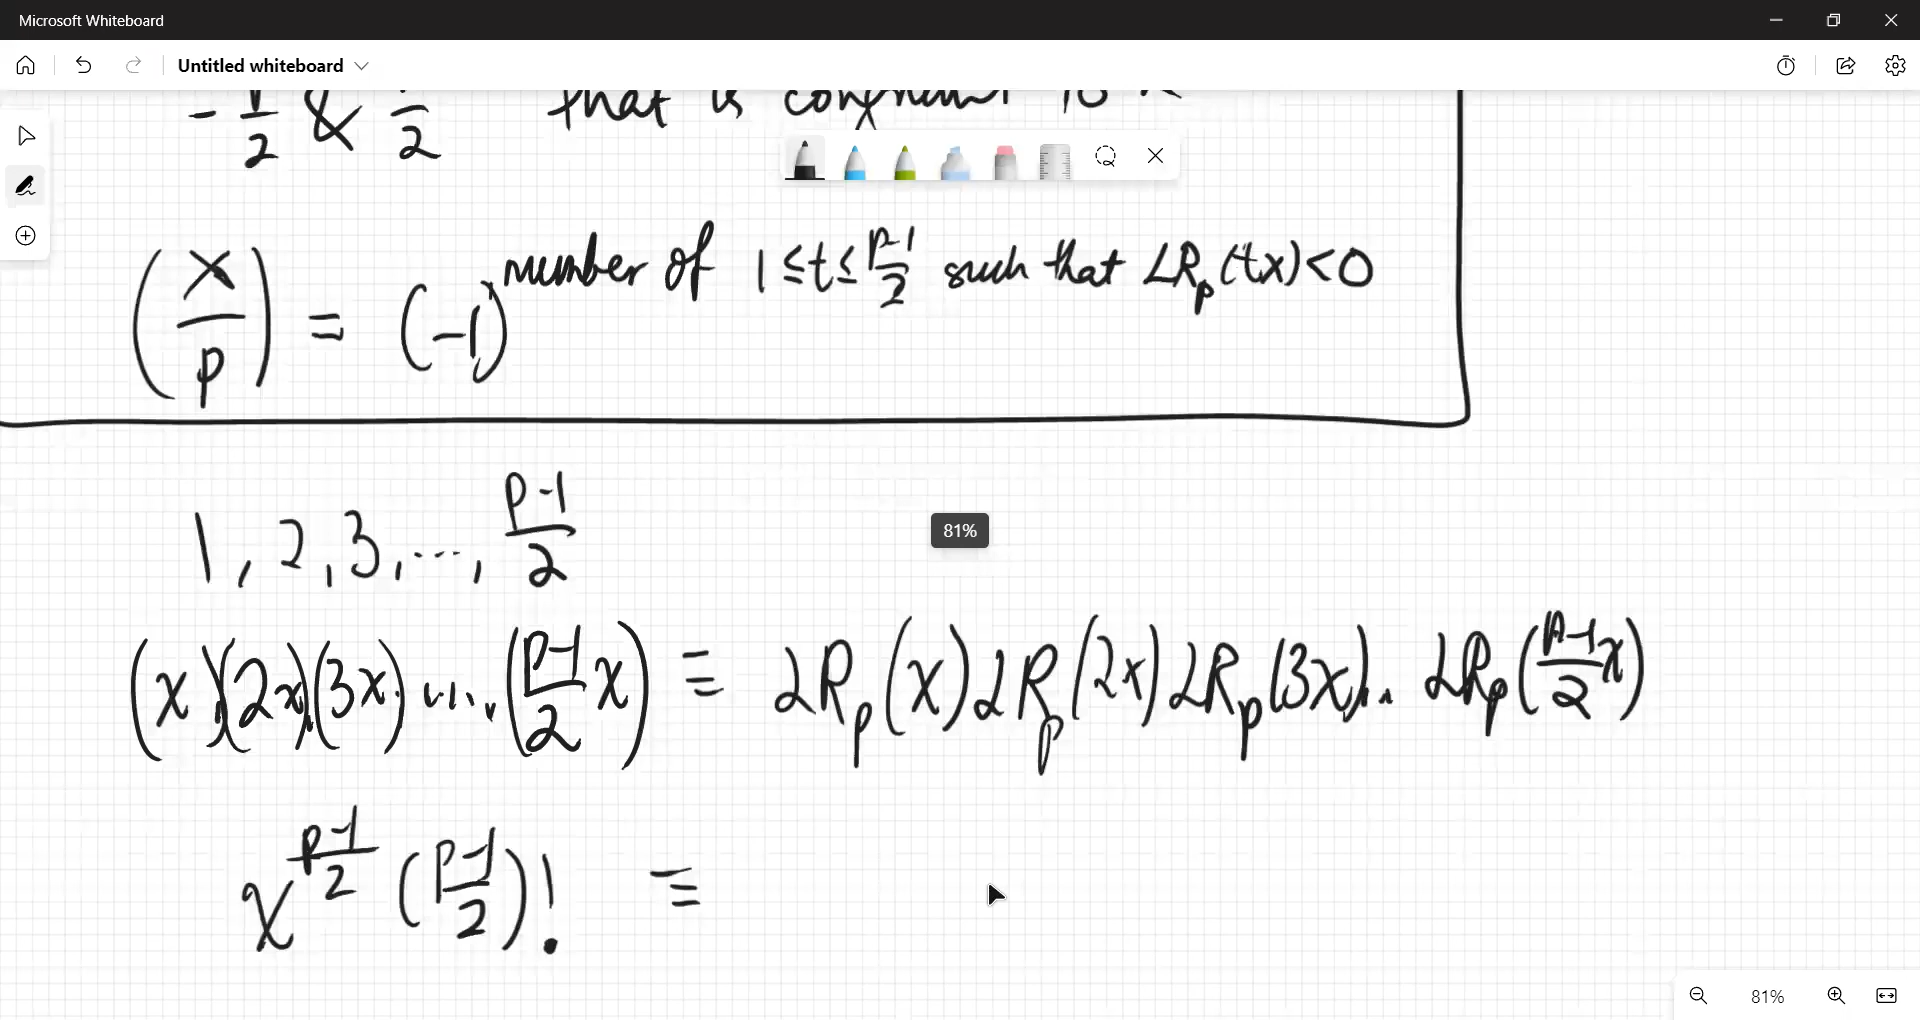 Microsoft Whiteboard
Untitled whiteboard
- 1/2 & 1/2 that is congruent to x
(x/p) = (-1)^number of 1 ≤ t ≤ (p-1)/2 such that LR_p(tx) < 0
1, 2, 3, ..., (p-1)/2
81%
(x)(2x)(3x) .... ((p-1)/2 x) ≡ LR_p(x) LR_p(2x) LR_p(3x)... LR_p((p-1)/2 x)
x^((p-1)/2) ((p-1)/2)! ≡
81%